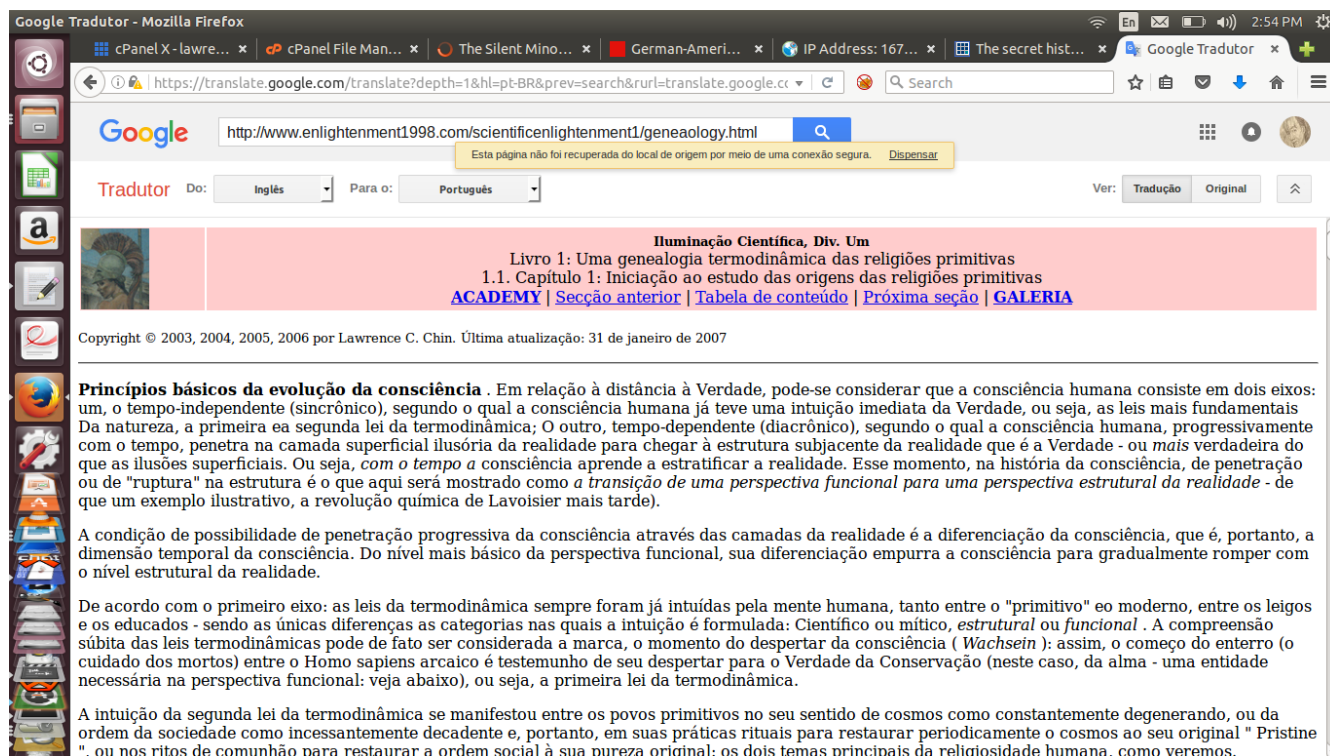 Google Tradutor - Mozilla Firefox
En
2:54 PM
cPanel X - lawre...
cPanel File Man...
The Silent Mino...
German-Ameri...
IP Address: 167...
The secret hist...
Google Tradutor
https://translate.google.com/translate?depth=1&hl=pt-BR&prev=search&rurl=translate.google.cc
Search
Google
http://www.enlightenment1998.com/scientificenlightenment1/geneaology.html
Esta página não foi recuperada do local de origem por meio de uma conexão segura. Dispensar
Tradutor
Do:
Inglês
Para o:
Português
Ver:
Tradução
Original
Iluminação Científica, Div. Um
Livro 1: Uma genealogia termodinâmica das religiões primitivas
1.1. Capítulo 1: Iniciação ao estudo das origens das religiões primitivas
ACADEMY | Secção anterior | Tabela de conteúdo | Próxima seção | GALERIA
Copyright © 2003, 2004, 2005, 2006 por Lawrence C. Chin. Última atualização: 31 de janeiro de 2007
Princípios básicos da evolução da consciência . Em relação à distância à Verdade, pode-se considerar que a consciência humana consiste em dois eixos:
um, o tempo-independente (sincrônico), segundo o qual a consciência humana já teve uma intuição imediata da Verdade, ou seja, as leis mais fundamentais
Da natureza, a primeira ea segunda lei da termodinâmica; O outro, tempo-dependente (diacrônico), segundo o qual a consciência humana, progressivamente
com o tempo, penetra na camada superficial ilusória da realidade para chegar à estrutura subjacente da realidade que é a Verdade - ou mais verdadeira do
que as ilusões superficiais. Ou seja, com o tempo a consciência aprende a estratificar a realidade. Esse momento, na história da consciência, de penetração
ou de "ruptura" na estrutura é o que aqui será mostrado como a transição de uma perspectiva funcional para uma perspectiva estrutural da realidade - de
que um exemplo ilustrativo, a revolução química de Lavoisier mais tarde).
A condição de possibilidade de penetração progressiva da consciência através das camadas da realidade é a diferenciação da consciência, que é, portanto, a
dimensão temporal da consciência. Do nível mais básico da perspectiva funcional, sua diferenciação empurra a consciência para gradualmente romper com
o nível estrutural da realidade.
De acordo com o primeiro eixo: as leis da termodinâmica sempre foram já intuídas pela mente humana, tanto entre o "primitivo" eo moderno, entre os leigos
e os educados - sendo as únicas diferenças as categorias nas quais a intuição é formulada: Científico ou mítico, estrutural ou funcional . A compreensão
súbita das leis termodinâmicas pode de fato ser considerada a marca, o momento do despertar da consciência ( Wachsein ): assim, o começo do enterro (o
cuidado dos mortos) entre o Homo sapiens arcaico é testemunho de seu despertar para o Verdade da Conservação (neste caso, da alma - uma entidade
necessária na perspectiva funcional: veja abaixo), ou seja, a primeira lei da termodinâmica.
A intuição da segunda lei da termodinâmica se manifestou entre os povos primitivos no seu sentido de cosmos como constantemente degenerando, ou da
ordem da sociedade como incessantemente decadente e, portanto, em suas práticas rituais para restaurar periodicamente o cosmos ao seu original " Pristine
", ou nos ritos de comunhão para restaurar a ordem social à sua pureza original: os dois temas principais da religiosidade humana, como veremos.